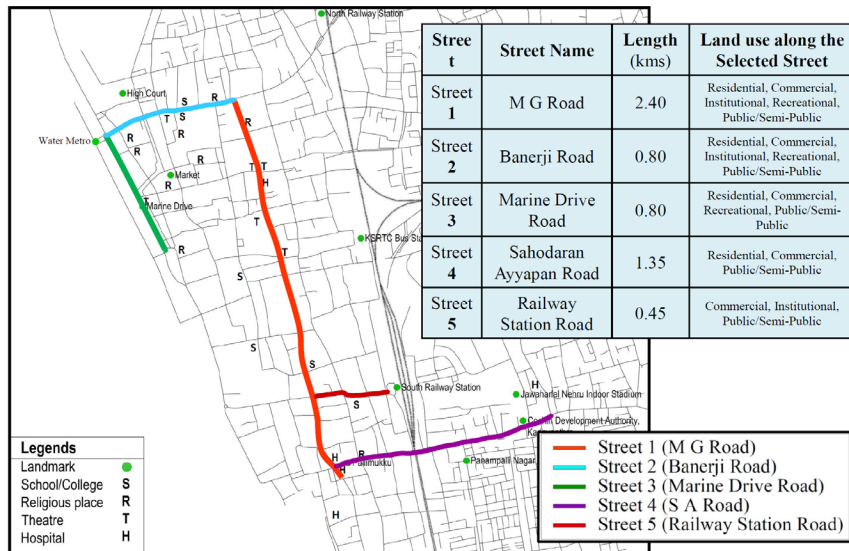 North Railway Station
High Court
S
R
T
S
R
R
Water Metro
R
R
R
T
T
Market
H
R
T
Marine Drive
T
R
T
KSRTC Bus Sta
S
S
S
South Railway Station
S
H
Jawaharlal Nehru Indoor Stadium
Cochin Development Authority,
H
R
Pallimukku
H
Panampalli Nagar
H
Stree
t
Street Name
Length
(kms)
Land use along the
Selected Street
Street
1
M G Road
2.40
Residential, Commercial,
Institutional, Recreational,
Public/Semi-Public
Street
2
Banerji Road
0.80
Residential, Commercial,
Institutional, Recreational,
Public/Semi-Public
Street
3
Marine Drive
Road
0.80
Residential, Commercial,
Recreational, Public/Semi-
Public
Street
4
Sahodaran
Ayyapan Road
1.35
Residential, Commercial,
Public/Semi-Public
Street
5
Railway
Station Road
0.45
Commercial, Institutional,
Public/Semi-Public
Legends
Landmark
School/College S
Religious place R
Theatre T
Hospital H
Street 1 (M G Road)
Street 2 (Banerji Road)
Street 3 (Marine Drive Road)
Street 4 (S A Road)
Street 5 (Railway Station Road)